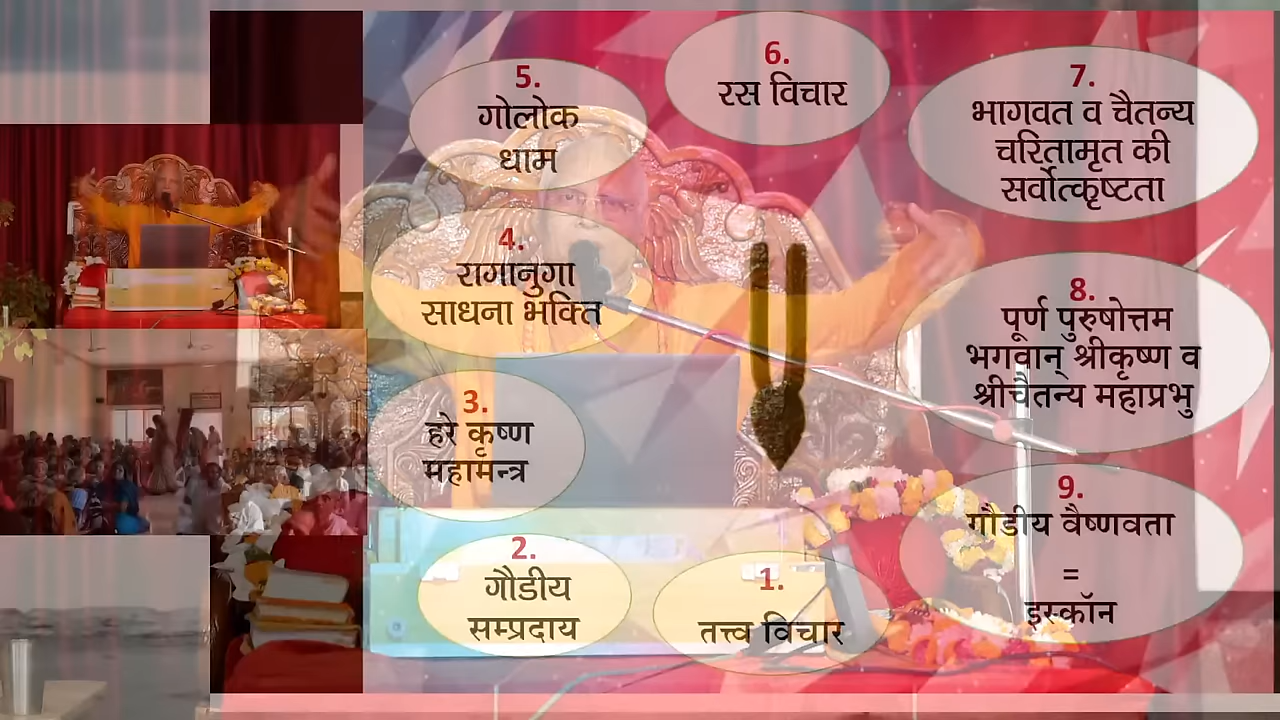 5.
गोलोक
धाम
6.
रस विचार
7.
भागवत व चैतन्य
चरितामृत की
सर्वोत्कृष्टता
4.
रागानुगा
साधना भक्ति
8.
पूर्ण पुरुषोत्तम
भगवान् श्रीकृष्ण व
श्रीचैतन्य महाप्रभु
3.
हरे कृष्ण
महामन्त्र
9.
गौडीय वैष्णवता
=
इस्कॉन
2.
गौडीय
सम्प्रदाय
1.
तत्त्व विचार